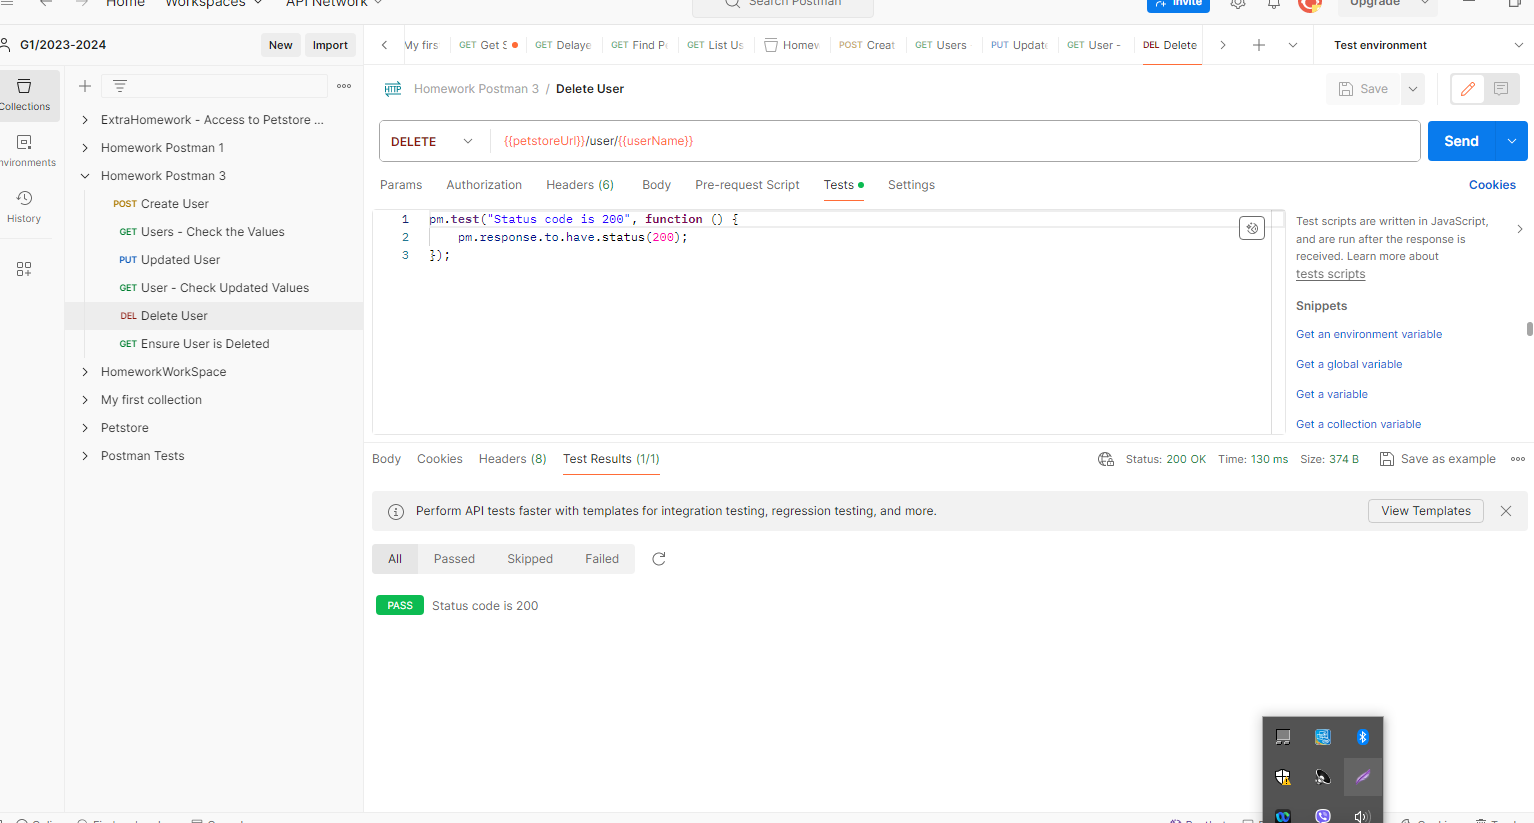 Home Workspaces API Network Search Postman Invite Upgrade
G1/2023-2024 New Import
My firs GET Get S GET Delaye GET Find Pe GET List Us Homew POST Creat GET Users GET PUT Update GET User - DEL Delete Test environment
Collections
Environments
History
ExtraHomework - Access to Petstore ...
Homework Postman 1
Homework Postman 3
POST Create User
GET Users - Check the Values
PUT Updated User
GET User - Check Updated Values
DEL Delete User
GET Ensure User is Deleted
HomeworkWorkSpace
My first collection
Petstore
Postman Tests
HTTP Homework Postman 3 / Delete User Save
DELETE {{petstoreUrl}}/user/{{userName}} Send
Params Authorization Headers (6) Body Pre-request Script Tests Settings Cookies
1 pm.test("Status code is 200", function () {
2 pm.response.to.have.status(200);
3 });
Test scripts are written in JavaScript,
and are run after the response is
received. Learn more about
tests scripts
Snippets
Get an environment variable
Get a global variable
Get a variable
Get a collection variable
Body Cookies Headers (8) Test Results (1/1) Status: 200 OK Time: 130 ms Size: 374 B Save as example
Perform API tests faster with templates for integration testing, regression testing, and more. View Templates
All Passed Skipped Failed
PASS Status code is 200